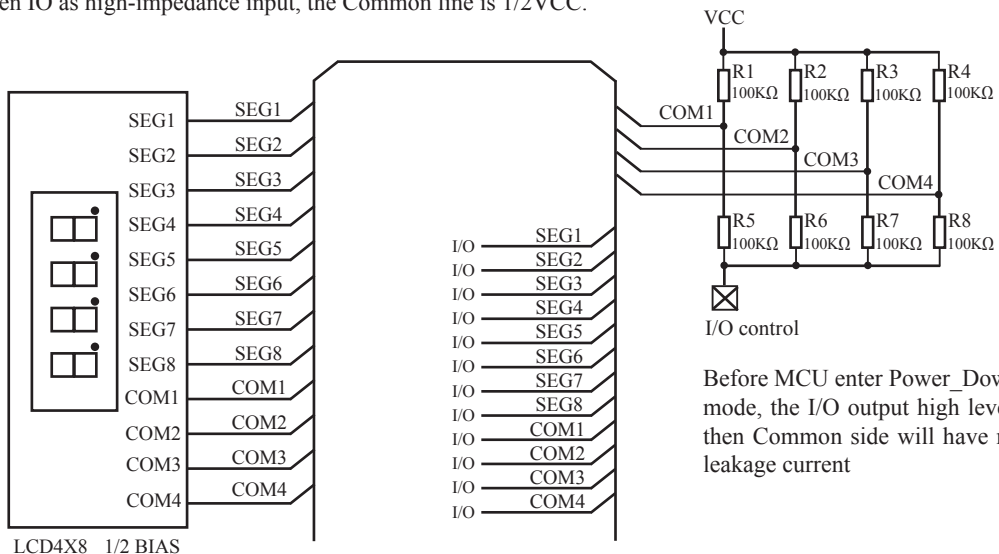 IO as high-impedance input, the Common line is 1/2VCC.
VCC
R1
100KΩ
R2
100KΩ
R3
100KΩ
R4
100KΩ
COM1
COM2
COM3
COM4
R5
100KΩ
R6
100KΩ
R7
100KΩ
R8
100KΩ
I/O control
Before MCU enter Power_Dow
mode, the I/O output high leve
then Common side will have
leakage current
SEG1 SEG1
SEG2 SEG2
SEG3 SEG3
SEG4 SEG4
SEG5 SEG5
SEG6 SEG6
SEG7 SEG7
SEG8 SEG8
COM1 COM1
COM2 COM2
COM3 COM3
COM4 COM4
I/O SEG1
I/O SEG2
I/O SEG3
I/O SEG4
I/O SEG5
I/O SEG6
I/O SEG7
I/O SEG8
I/O COM1
I/O COM2
I/O COM3
I/O COM4
LCD4X8 1/2 BIAS